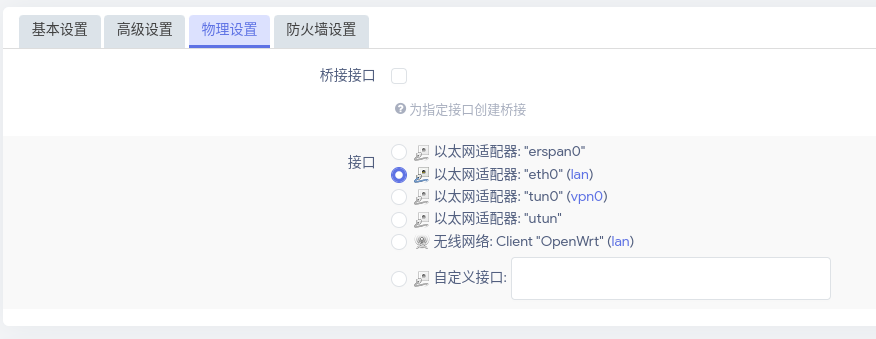 基本设置 高级设置 物理设置 防火墙设置
桥接接口
为指定接口创建桥接
接口
以太网适配器: "erspan0"
以太网适配器: "eth0" (lan)
以太网适配器: "tun0" (vpn0)
以太网适配器: "utun"
无线网络: Client "OpenWrt" (lan)
自定义接口: